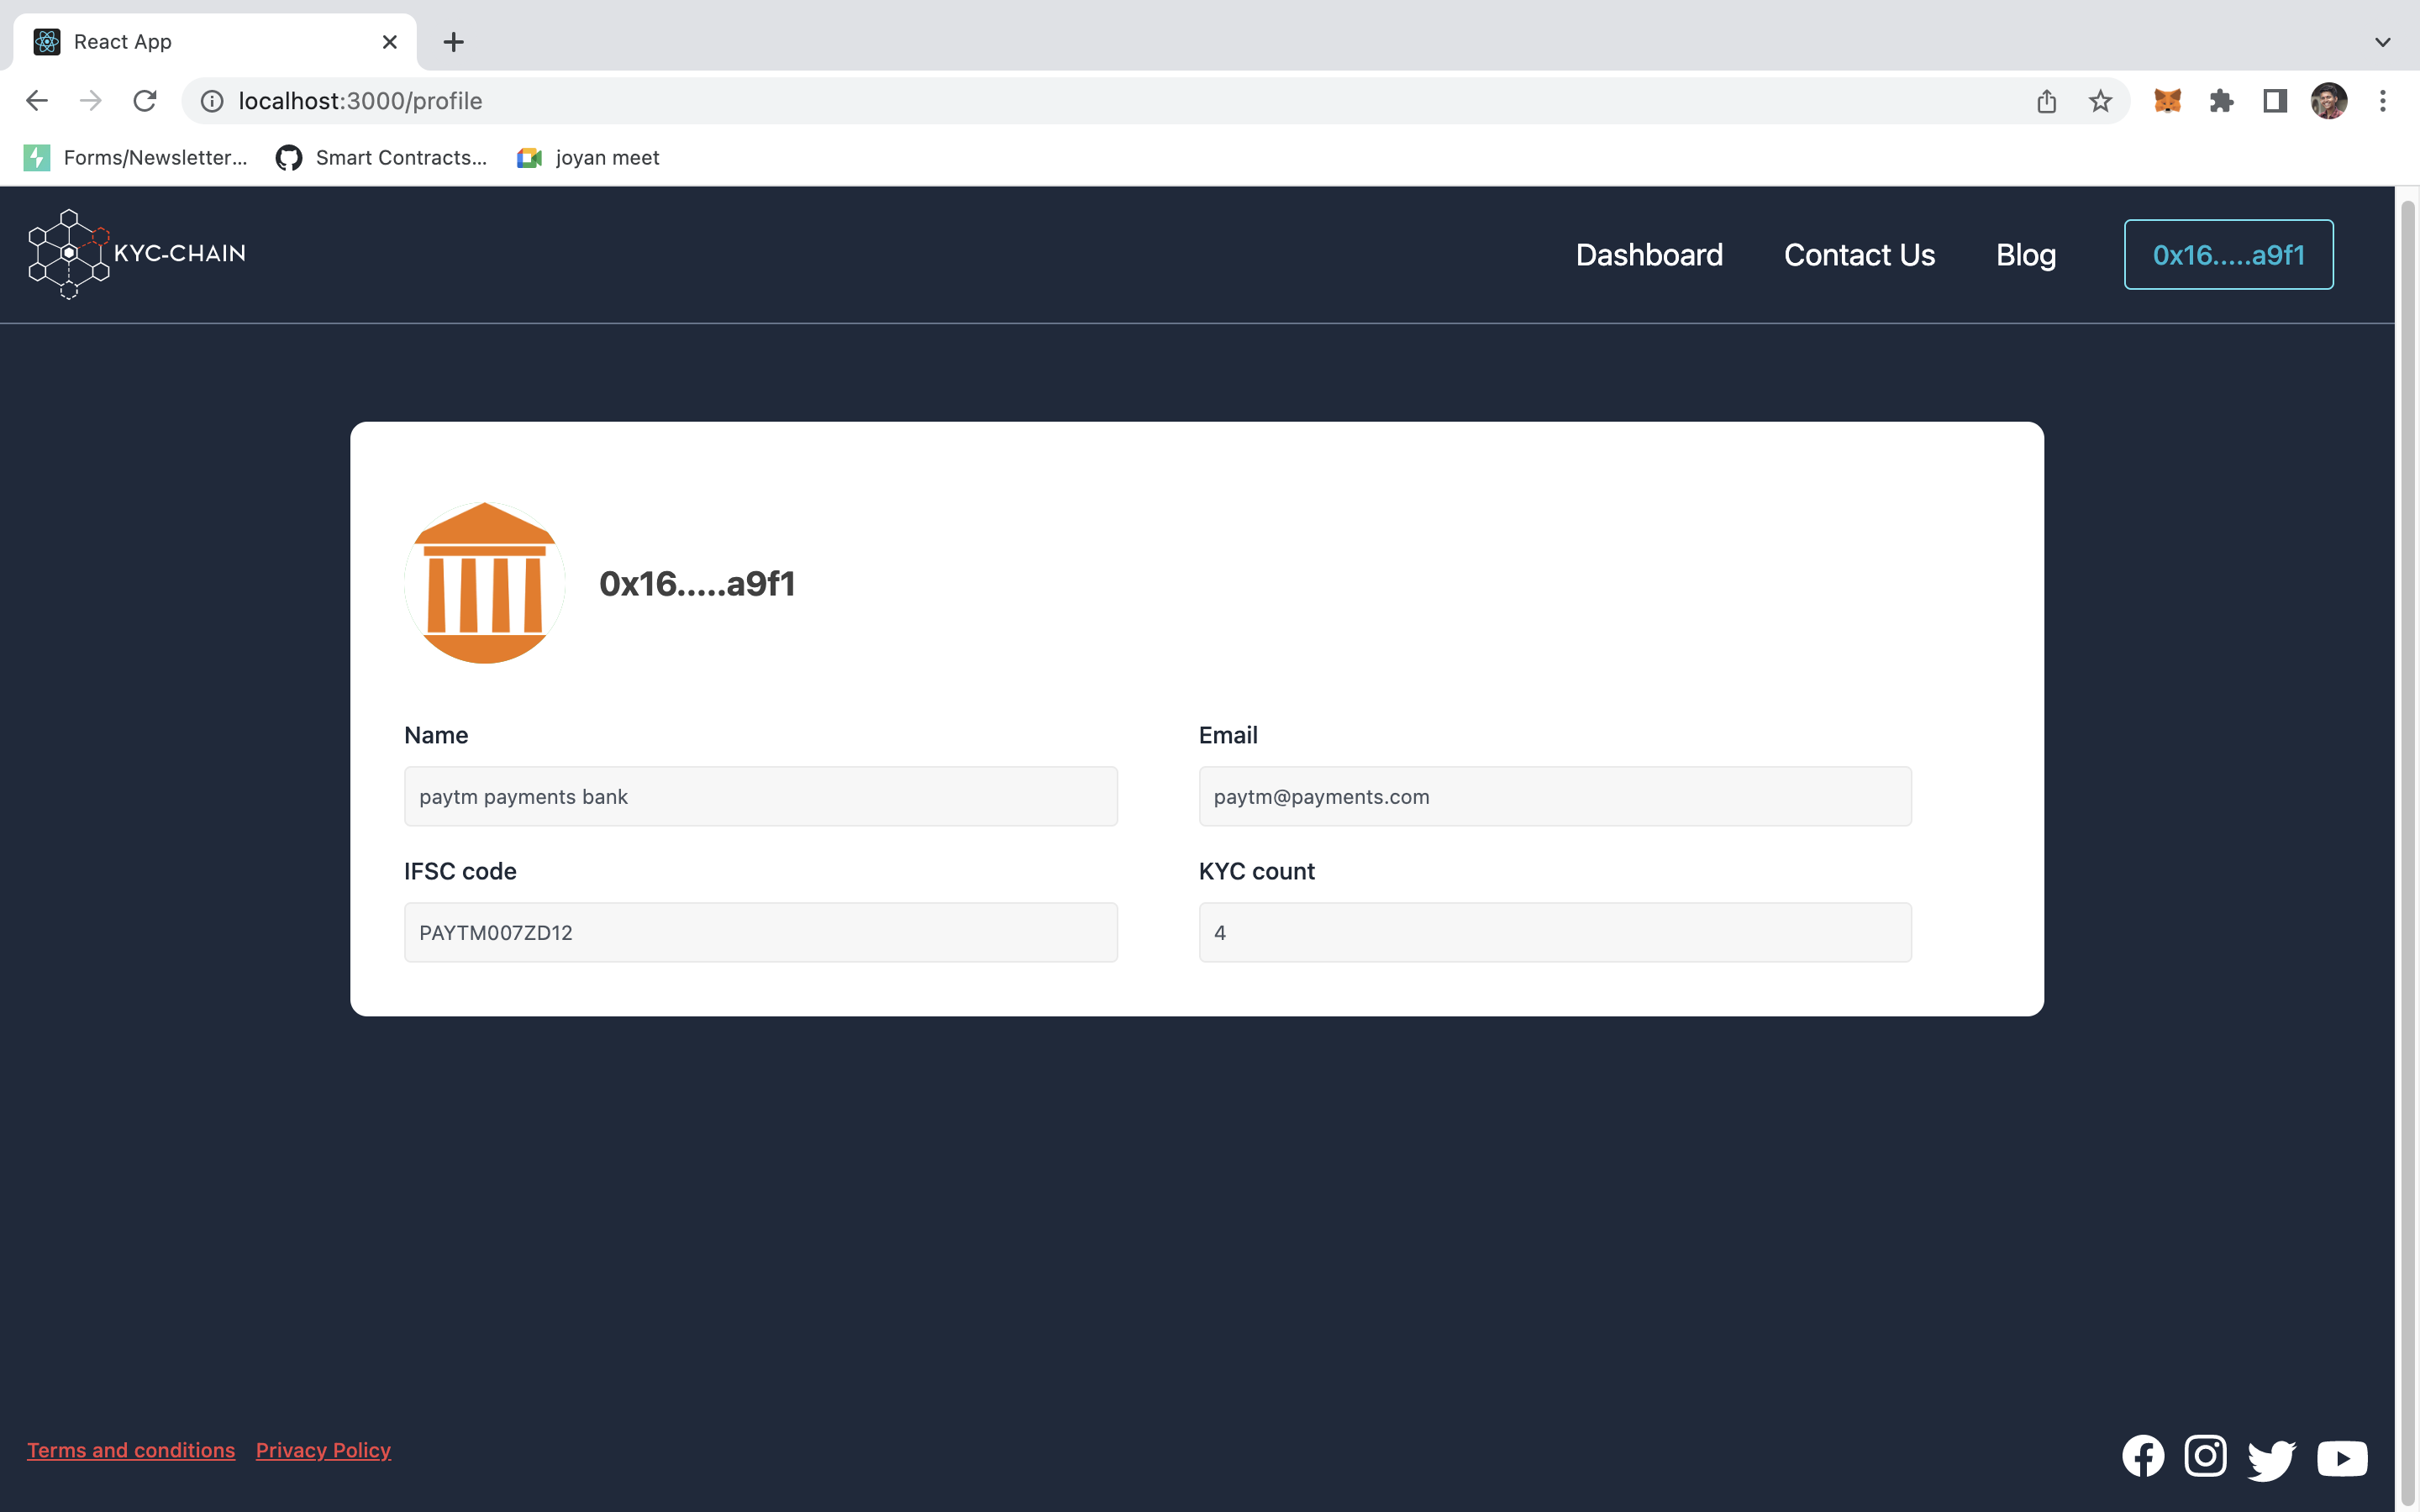 React App
localhost:3000/profile
Forms/Newsletter... Smart Contracts... joyan meet
KYC-CHAIN Dashboard Contact Us Blog 0x16.....a9f1
0x16.....a9f1
Name Email
paytm payments bank paytm@payments.com
IFSC code KYC count
PAYTM007ZD12 4
Terms and conditions Privacy Policy